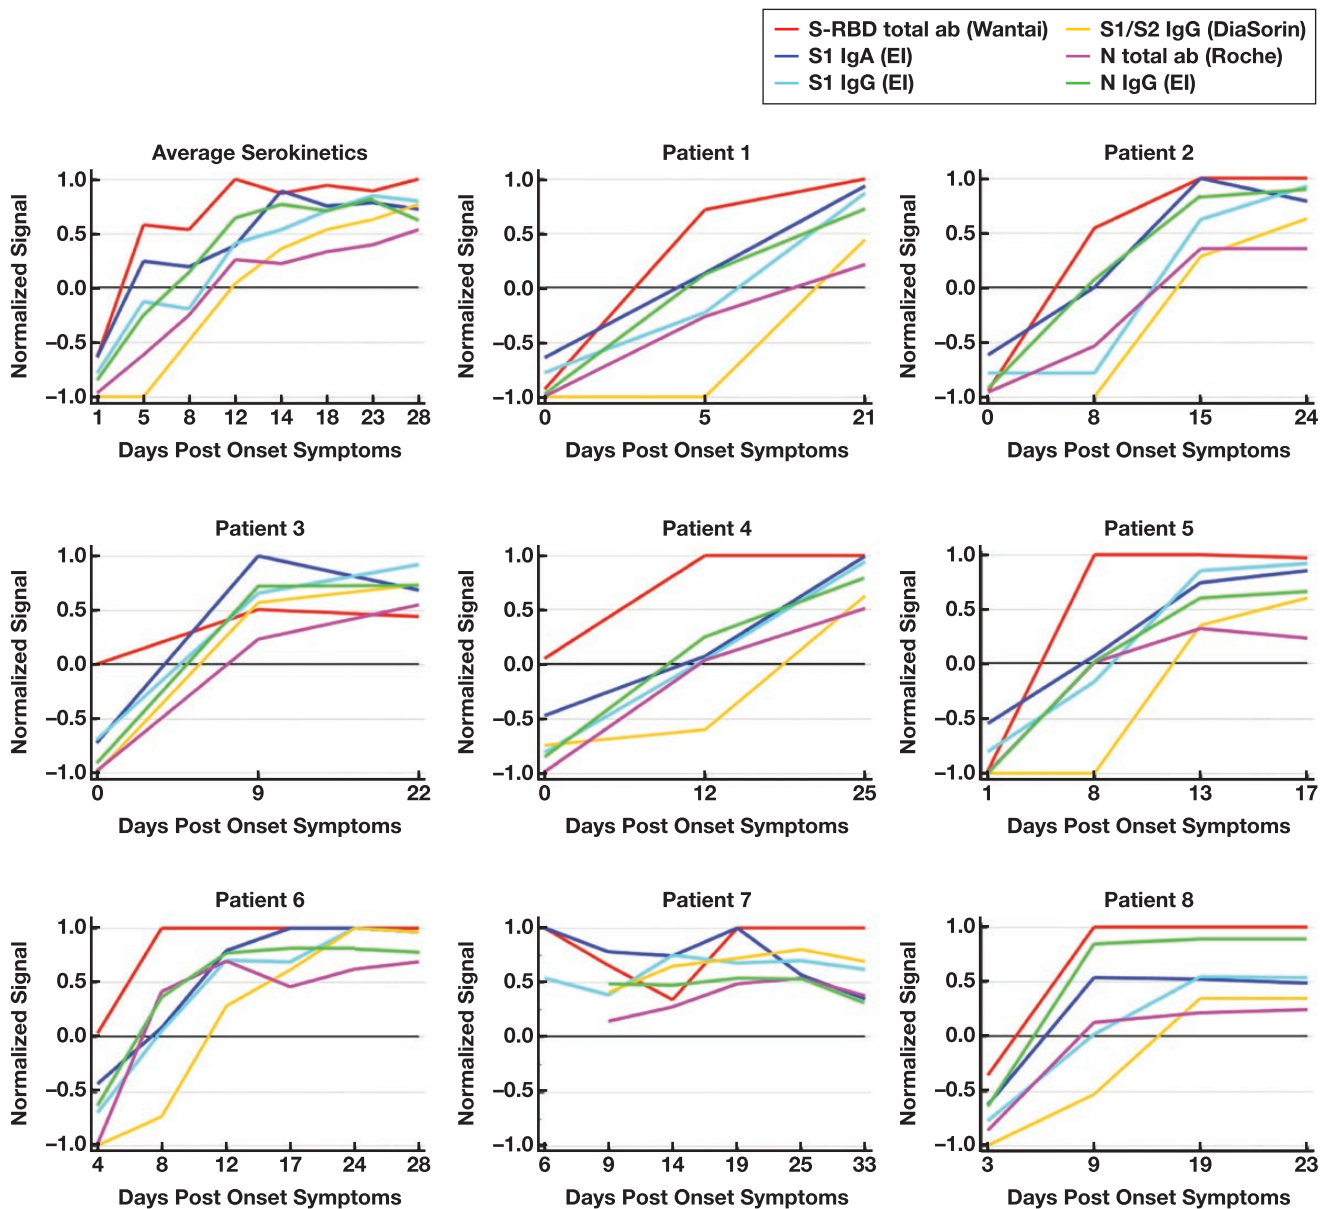 S-RBD total ab (Wantai) S1/S2 IgG (DiaSorin)
S1 IgA (EI) N total ab (Roche)
S1 IgG (EI) N IgG (EI)
Average Serokinetics
Normalized Signal
1.0
0.5
0.0
−0.5
−1.0
1 5 8 12 14 18 23 28
Days Post Onset Symptoms
Patient 1
Normalized Signal
1.0
0.5
0.0
−0.5
−1.0
0 5 21
Days Post Onset Symptoms
Patient 2
Normalized Signal
1.0
0.5
0.0
−0.5
−1.0
0 8 15 24
Days Post Onset Symptoms
Patient 3
Normalized Signal
1.0
0.5
0.0
−0.5
−1.0
0 9 22
Days Post Onset Symptoms
Patient 4
Normalized Signal
1.0
0.5
0.0
−0.5
−1.0
0 12 25
Days Post Onset Symptoms
Patient 5
Normalized Signal
1.0
0.5
0.0
−0.5
−1.0
1 8 13 17
Days Post Onset Symptoms
Patient 6
Normalized Signal
1.0
0.5
0.0
−0.5
−1.0
4 8 12 17 24 28
Days Post Onset Symptoms
Patient 7
Normalized Signal
1.0
0.5
0.0
−0.5
−1.0
6 9 14 19 25 33
Days Post Onset Symptoms
Patient 8
Normalized Signal
1.0
0.5
0.0
−0.5
−1.0
3 9 19 23
Days Post Onset Symptoms